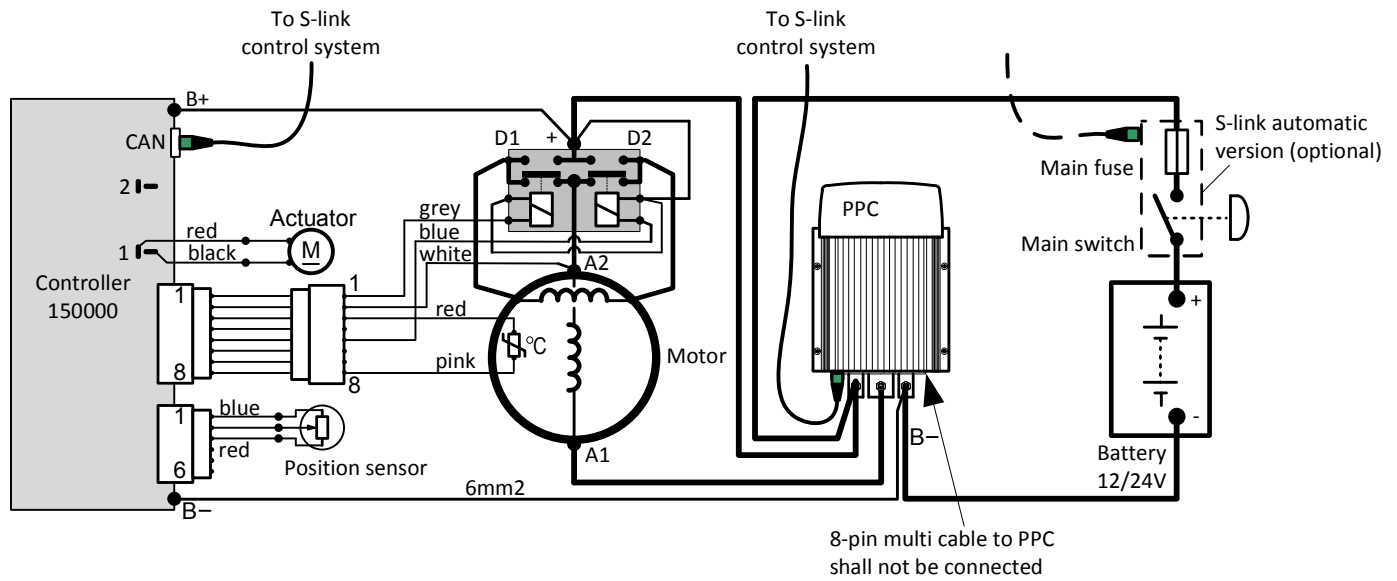 To S-link
control system
To S-link
control system
B+
CAN
2
1
red
black
Actuator
M
Controller
150000
1
8
1
8
grey
blue
white
red
pink
1
6
blue
red
Position sensor
B−
6mm2
D1
+
D2
A2
°C
Motor
A1
PPC
B−
8-pin multi cable to PPC
shall not be connected
Main fuse
Main switch
S-link automatic
version (optional)
+
-
Battery
12/24V